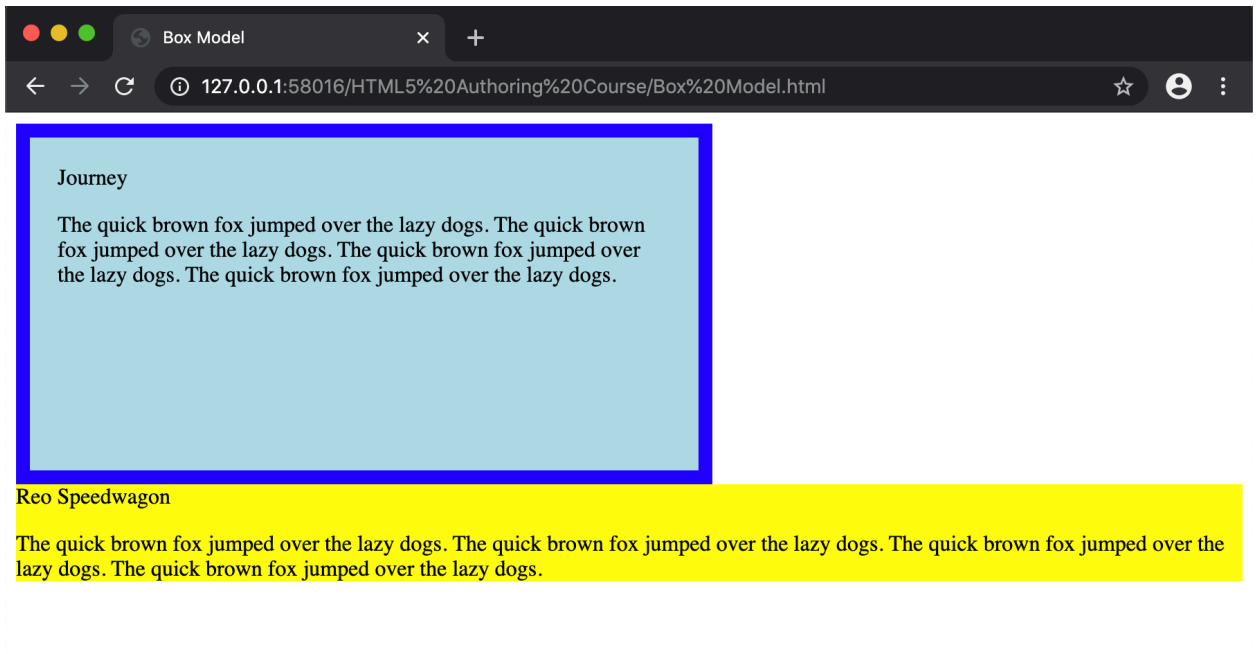 Box Model
127.0.0.1:58016/HTML5%20Authoring%20Course/Box%20Model.html
Journey
The quick brown fox jumped over the lazy dogs. The quick brown
fox jumped over the lazy dogs. The quick brown fox jumped over
the lazy dogs. The quick brown fox jumped over the lazy dogs.
Reo Speedwagon
The quick brown fox jumped over the lazy dogs. The quick brown fox jumped over the lazy dogs. The quick brown fox jumped over the
lazy dogs. The quick brown fox jumped over the lazy dogs.